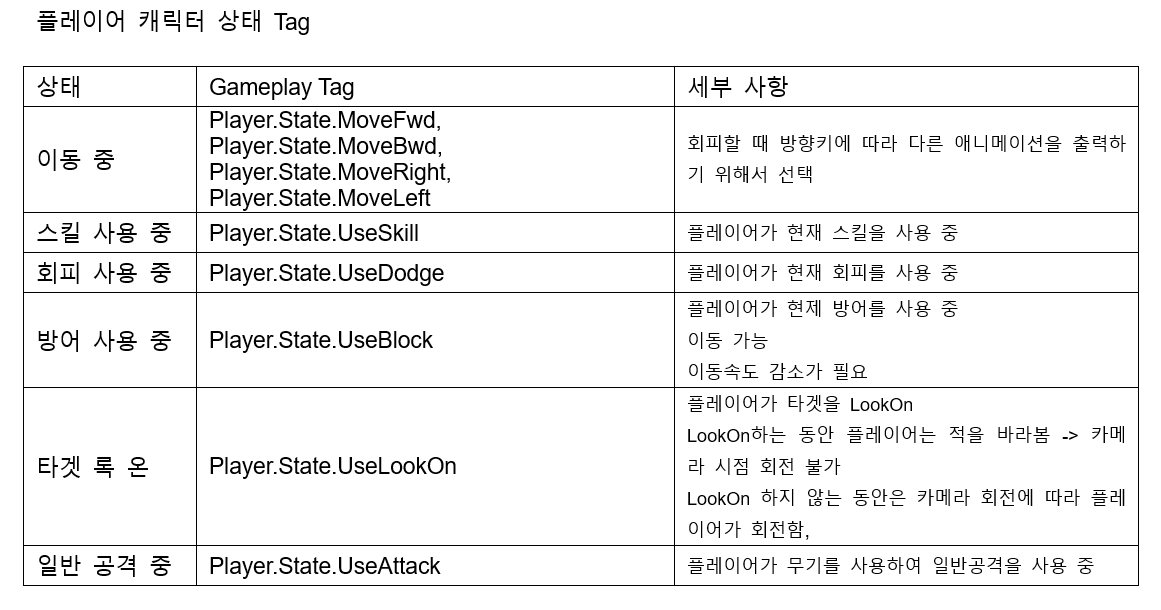 플레이어 캐릭터 상태 Tag
상태
Gameplay Tag
세부 사항
이동 중
Player.State.MoveFwd,
Player.State.MoveBwd,
Player.State.MoveRight,
Player.State.MoveLeft
회피할 때 방향키에 따라 다른 애니메이션을 출력하
기 위해서 선택
스킬 사용 중
Player.State.UseSkill
플레이어가 현재 스킬을 사용 중
회피 사용 중
Player.State.UseDodge
플레이어가 현재 회피를 사용 중
방어 사용 중
Player.State.UseBlock
플레이어가 현제 방어를 사용 중
이동 가능
이동속도 감소가 필요
타겟 록 온
Player.State.UseLookOn
플레이어가 타겟을 LookOn
LookOn하는 동안 플레이어는 적을 바라봄 -> 카메
라 시점 회전 불가
LookOn 하지 않는 동안은 카메라 회전에 따라 플레
이어가 회전함,
일반 공격 중
Player.State.UseAttack
플레이어가 무기를 사용하여 일반공격을 사용 중